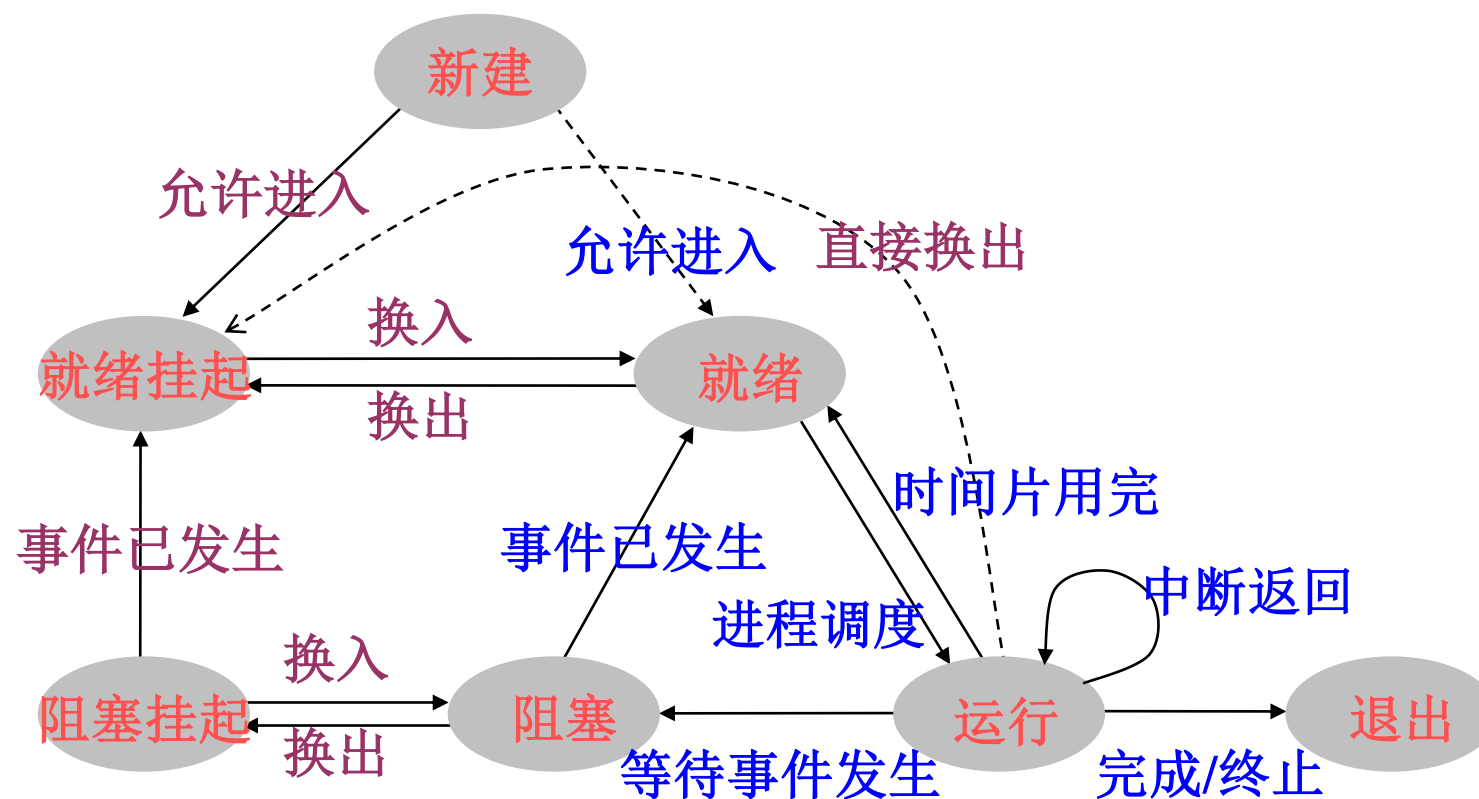 新建
允许进入
允许进入
直接换出
换入
就绪挂起
就绪
换出
时间片用完
事件已发生
事件已发生
中断返回
进程调度
换入
阻塞挂起
阻塞
运行
退出
换出
等待事件发生
完成/终止